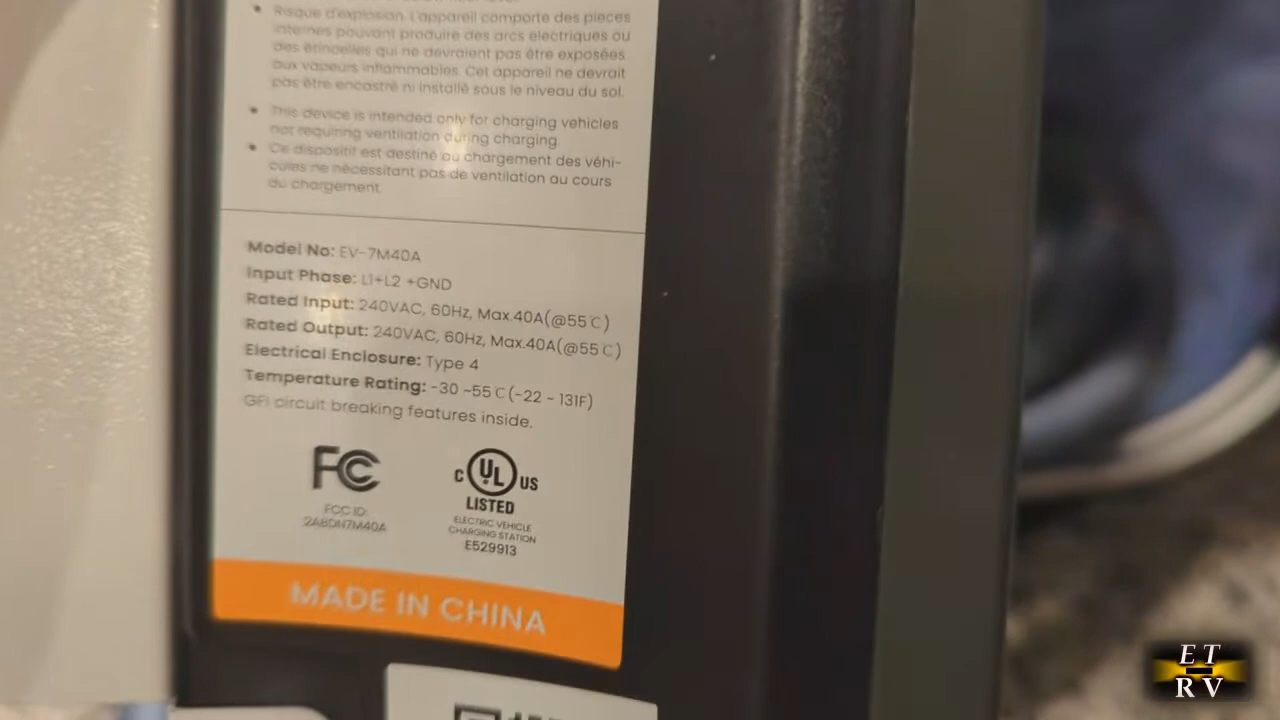 • Risque d'explosion. L'appareil comporte des pièces
internes pouvant produire des arcs électriques ou
des étincelles qui ne devraient pas être exposées
aux vapeurs inflammables. Cet appareil ne devrait
pas être encastré ni installé sous le niveau du sol.
• This device is intended only for charging vehicles
not requiring ventilation during charging.
• Ce dispositif est destiné au chargement des véhi-
cules ne nécessitant pas de ventilation au cours
du chargement.
Model No: EV-7M40A
Input Phase: L1+L2 +GND
Rated Input: 240VAC, 60Hz, Max.40A(@55℃)
Rated Output: 240VAC, 60Hz, Max.40A(@55℃)
Electrical Enclosure: Type 4
Temperature Rating: -30 ~55℃(-22 - 131F)
GFI circuit breaking features inside.
FC
FCC ID:
2ABDN7M40A
C UL US
LISTED
ELECTRIC VEHICLE
CHARGING STATION
E529913
MADE IN CHINA
ET
RV